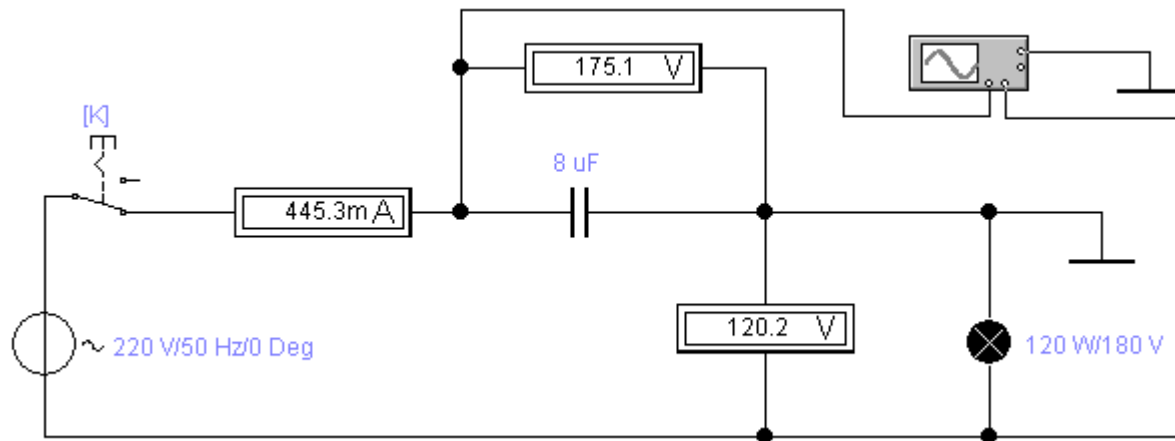 175.1 V
[K]
8 uF
445.3m A
220 V/50 Hz/0 Deg
120.2 V
120 W/180 V